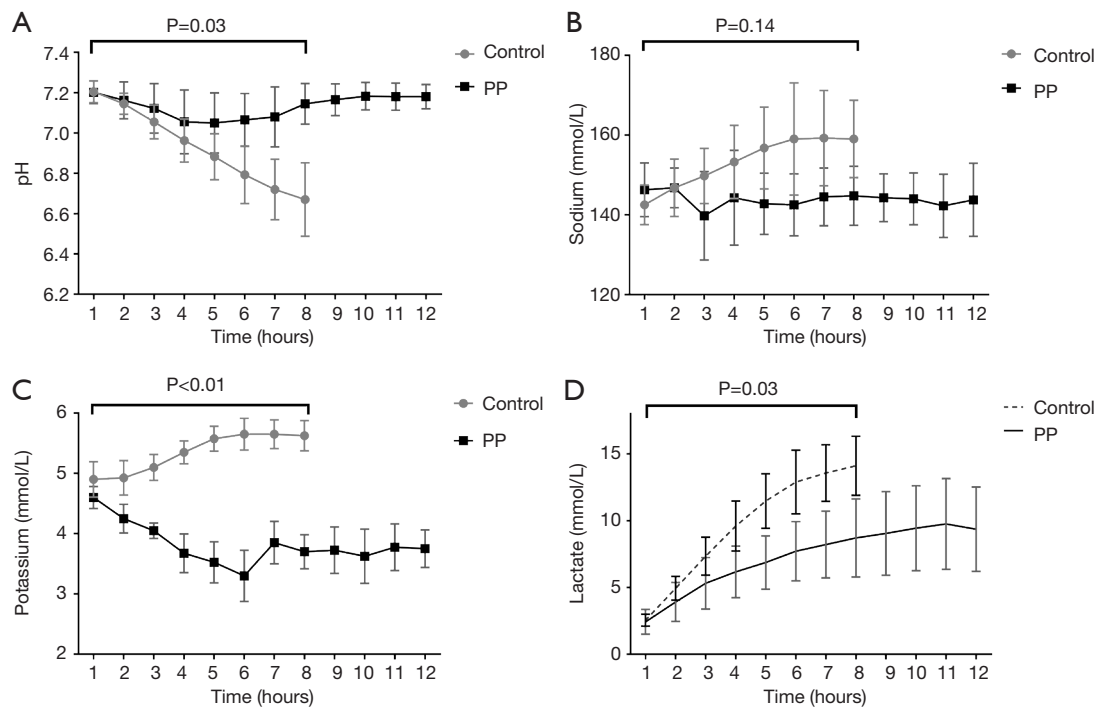 A
P=0.03
pH
7.4
7.2
7.0
6.8
6.6
6.4
6.2
1 2 3 4 5 6 7 8 9 10 11 12
Time (hours)
Control
PP
B
P=0.14
Sodium (mmol/L)
180
160
140
120
1 2 3 4 5 6 7 8 9 10 11 12
Time (hours)
Control
PP
C
P<0.01
Potassium (mmol/L)
6
5
4
3
2
1 2 3 4 5 6 7 8 9 10 11 12
Time (hours)
Control
PP
D
P=0.03
Lactate (mmol/L)
15
10
5
0
1 2 3 4 5 6 7 8 9 10 11 12
Time (hours)
Control
PP